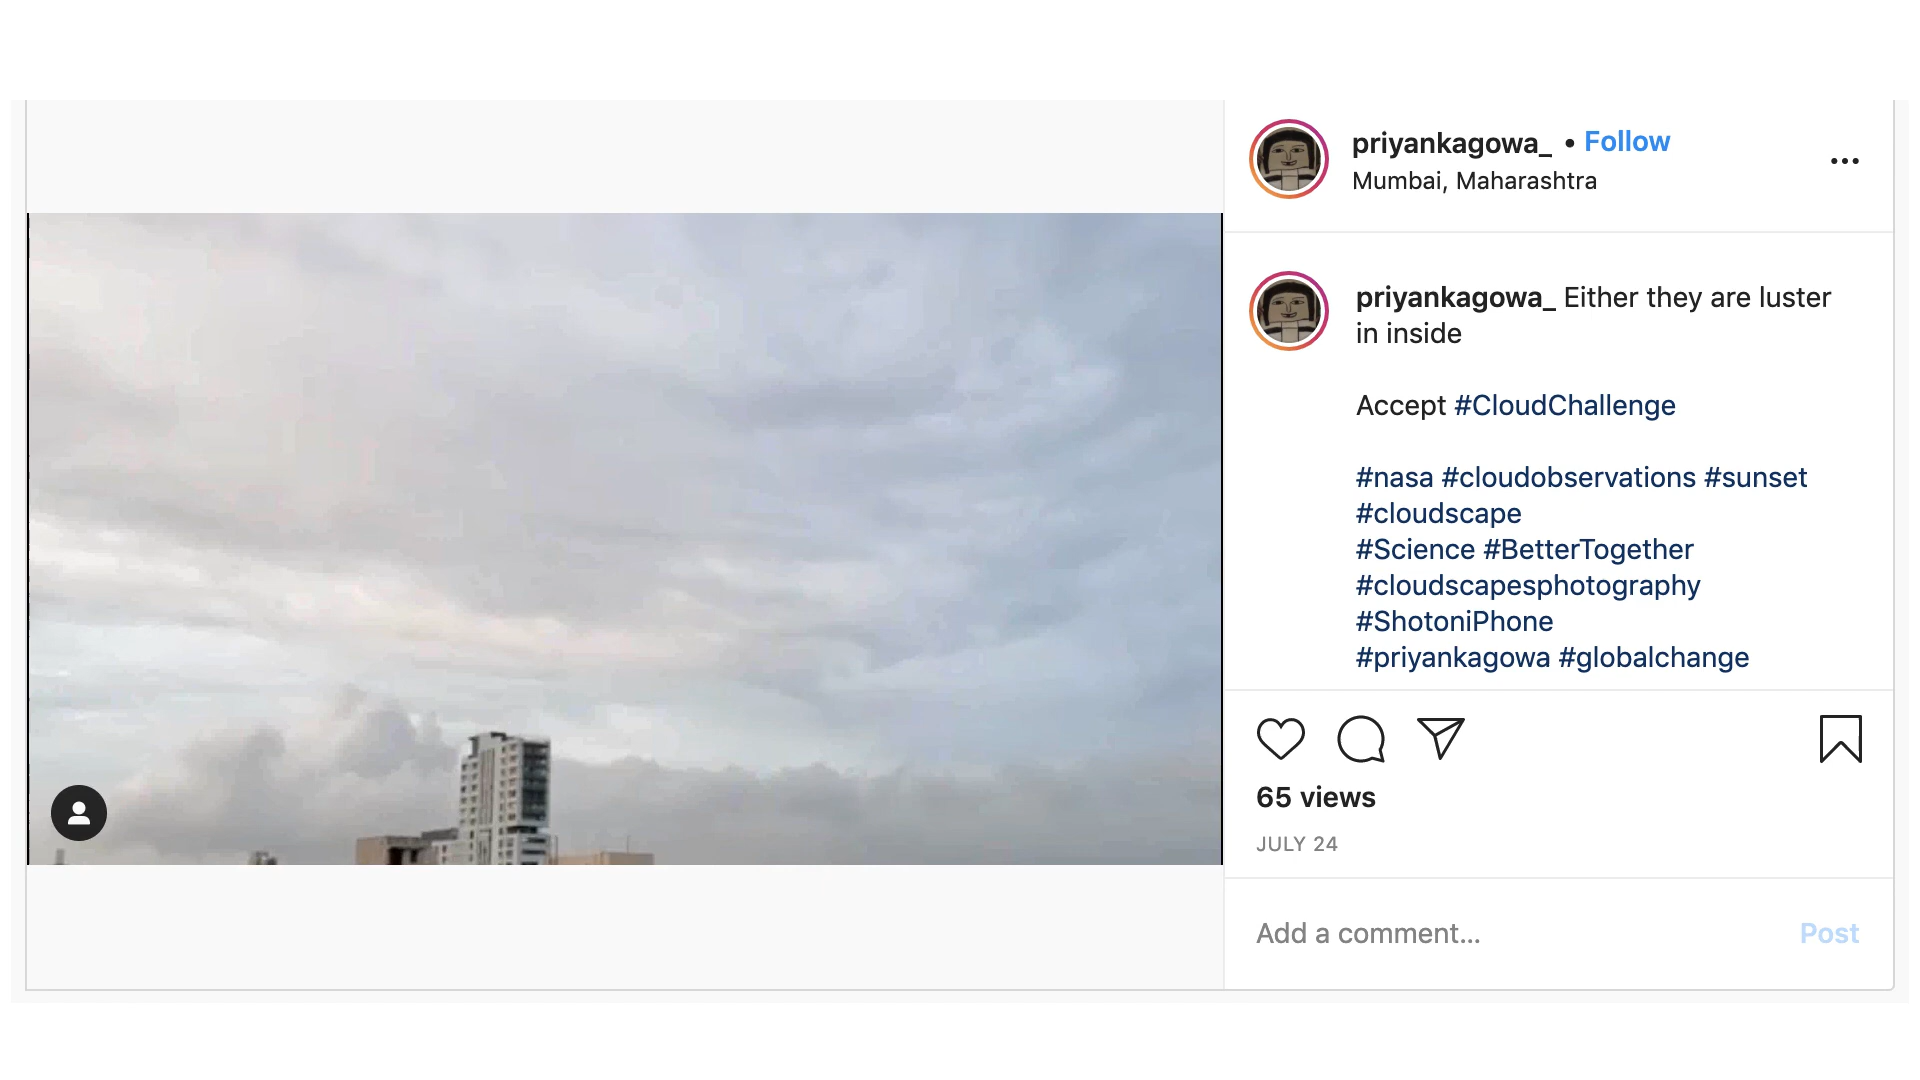 priyankagowa_ • Follow
Mumbai, Maharashtra
priyankagowa_ Either they are luster
in inside
Accept #CloudChallenge
#nasa #cloudobservations #sunset
#cloudscape
#Science #BetterTogether
#cloudscapesphotography
#ShotoniPhone
#priyankagowa #globalchange
65 views
JULY 24
Add a comment...
Post